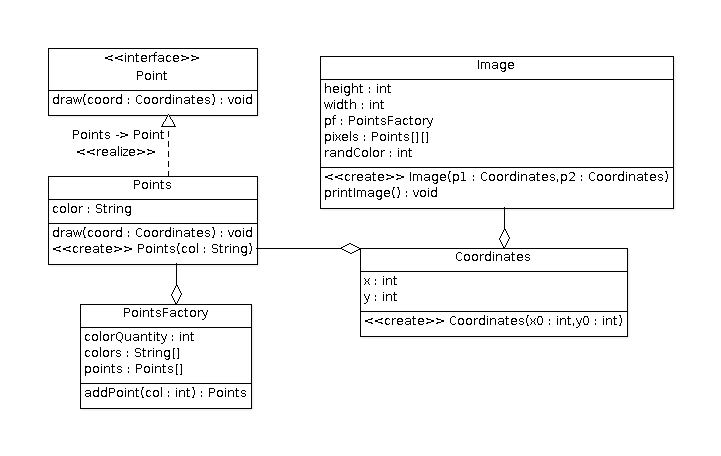 <<interface>>
Point
draw(coord : Coordinates) : void
Points -> Point
<<realize>>
Points
color : String
draw(coord : Coordinates) : void
<<create>> Points(col : String)
PointsFactory
colorQuantity : int
colors : String[]
points : Points[]
addPoint(col : int) : Points
Image
height : int
width : int
pf : PointsFactory
pixels : Points[][]
randColor : int
<<create>> Image(p1 : Coordinates,p2 : Coordinates)
printImage() : void
Coordinates
x : int
y : int
<<create>> Coordinates(x0 : int,y0 : int)